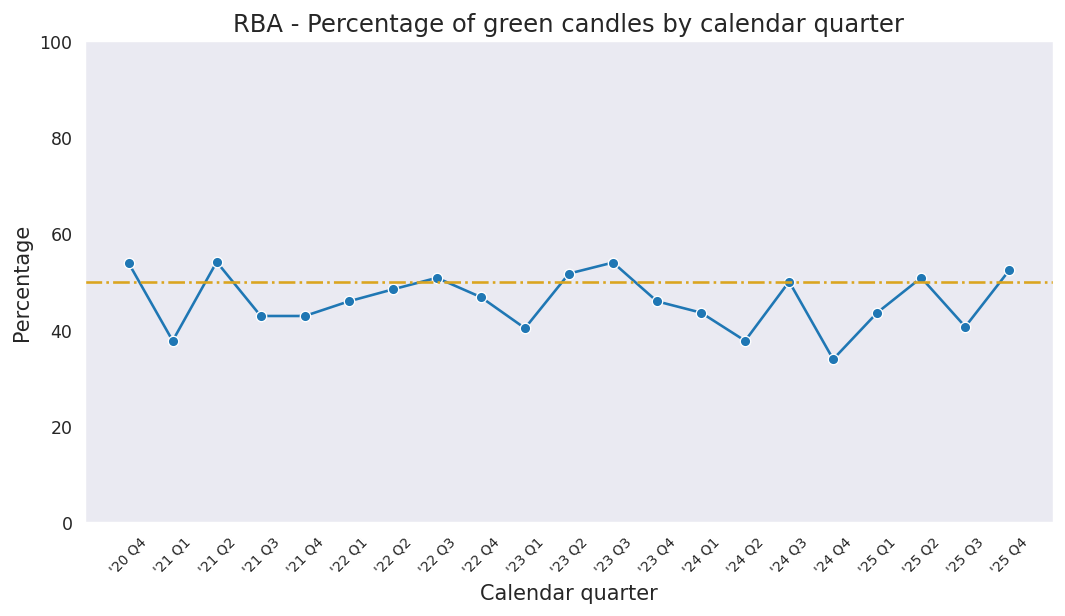 RBA - Percentage of green candles by calendar quarter
100
80
60
40
20
0
Percentage
'20 Q4
'21 Q1
'21 Q2
'21 Q3
'21 Q4
'22 Q1
'22 Q2
'22 Q3
'22 Q4
'23 Q1
'23 Q2
'23 Q3
'23 Q4
'24 Q1
'24 Q2
'24 Q3
'24 Q4
'25 Q1
'25 Q2
'25 Q3
'25 Q4
Calendar quarter